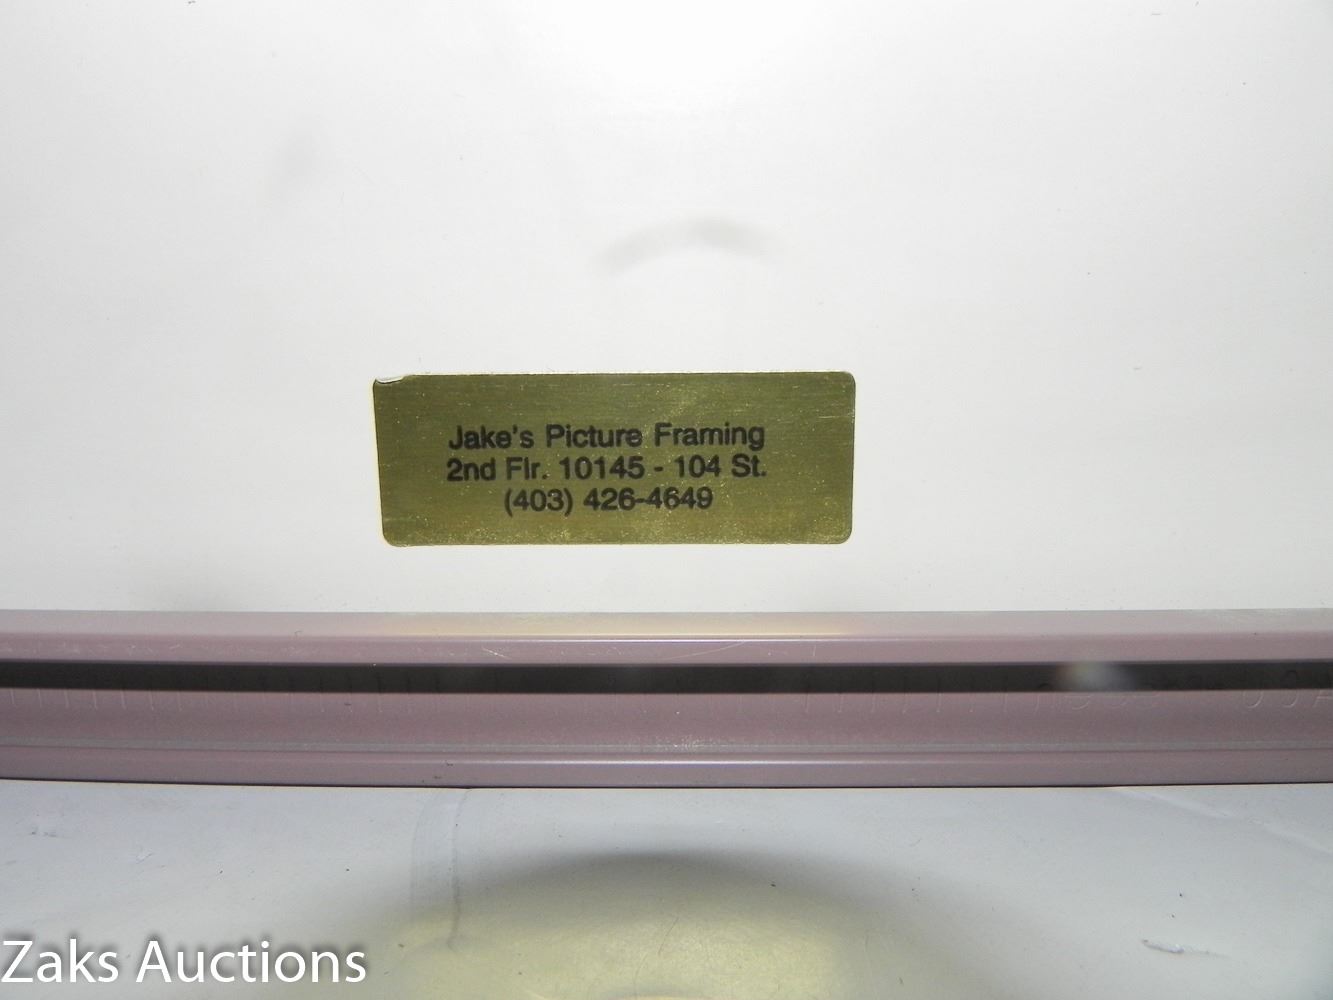 Jake's Picture Framing
2nd Flr. 10145 - 104 St.
(403) 426-4649
Zaks Auctions